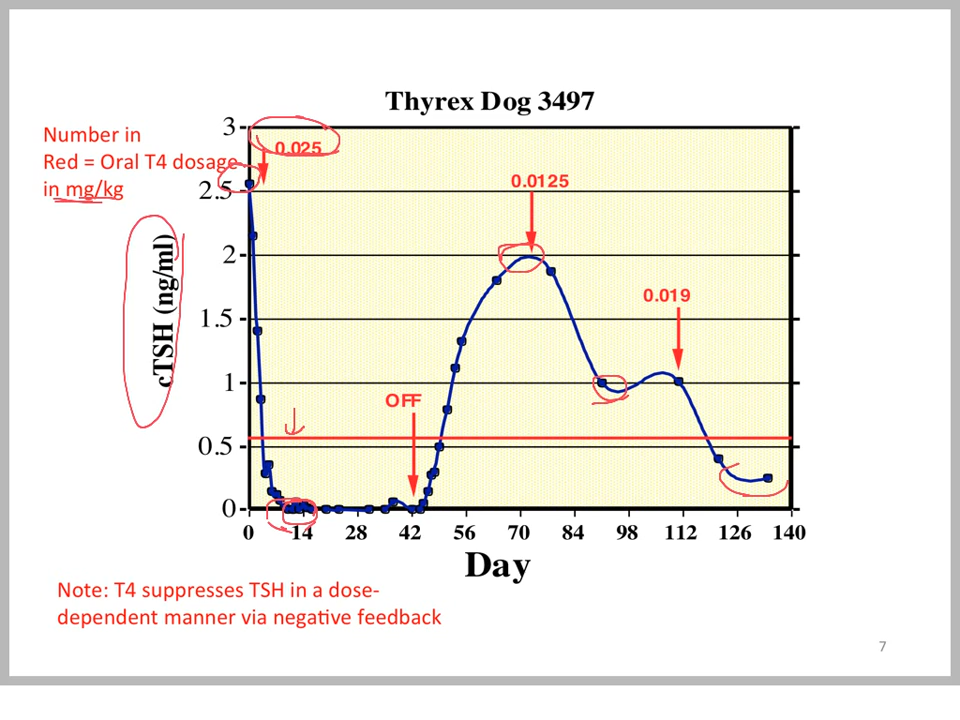 Thyrex Dog 3497
Number in
Red = Oral T4 dosage
in mg/kg
cTSH (ng/ml)
3
2.5
2
1.5
1
0.5
0
0.025
0.0125
0.019
OFF
0 14 28 42 56 70 84 98 112 126 140
Day
Note: T4 suppresses TSH in a dose-
dependent manner via negative feedback
7